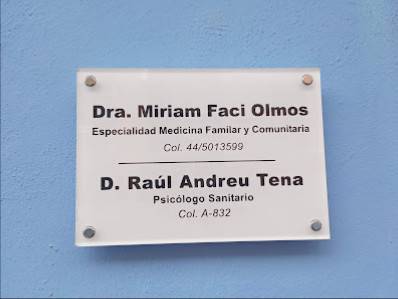 Dra. Miriam Faci Olmos
Especialidad Medicina Familar y Comunitaria
Col. 44/5013599
D. Raúl Andreu Tena
Psicólogo Sanitario
Col. A-832